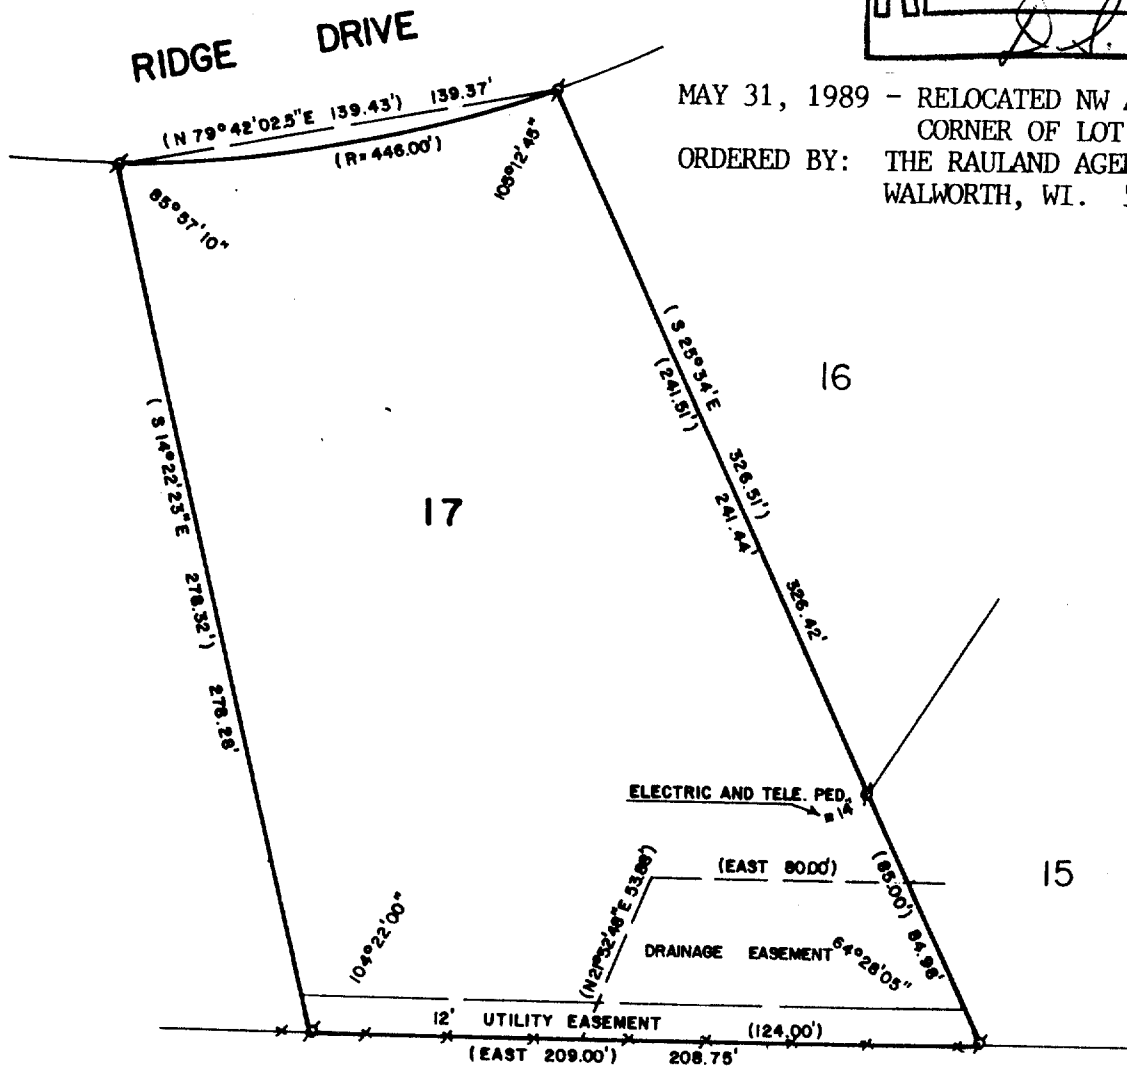 RIDGE DRIVE
(N 79°42'02.5"E 139.43') 139.37'
(R=446.00')
85°57'10"
105°12'45"
MAY 31, 1989 - RELOCATED NW
CORNER OF LOT
ORDERED BY: THE RAULAND
WALWORTH, WI.
(S 25°34'E 326.51') 326.42'
(241.51') 241.44'
16
(S 14°22'23"E 278.32') 278.28'
17
ELECTRIC AND TELE. PED.
14'
(EAST 80.00')
(85.00') 84.98'
15
(N21°52'48"E 53.88')
104°22'00"
DRAINAGE EASEMENT
64°28'05"
12' UTILITY EASEMENT (124.00')
(EAST 209.00') 208.75'